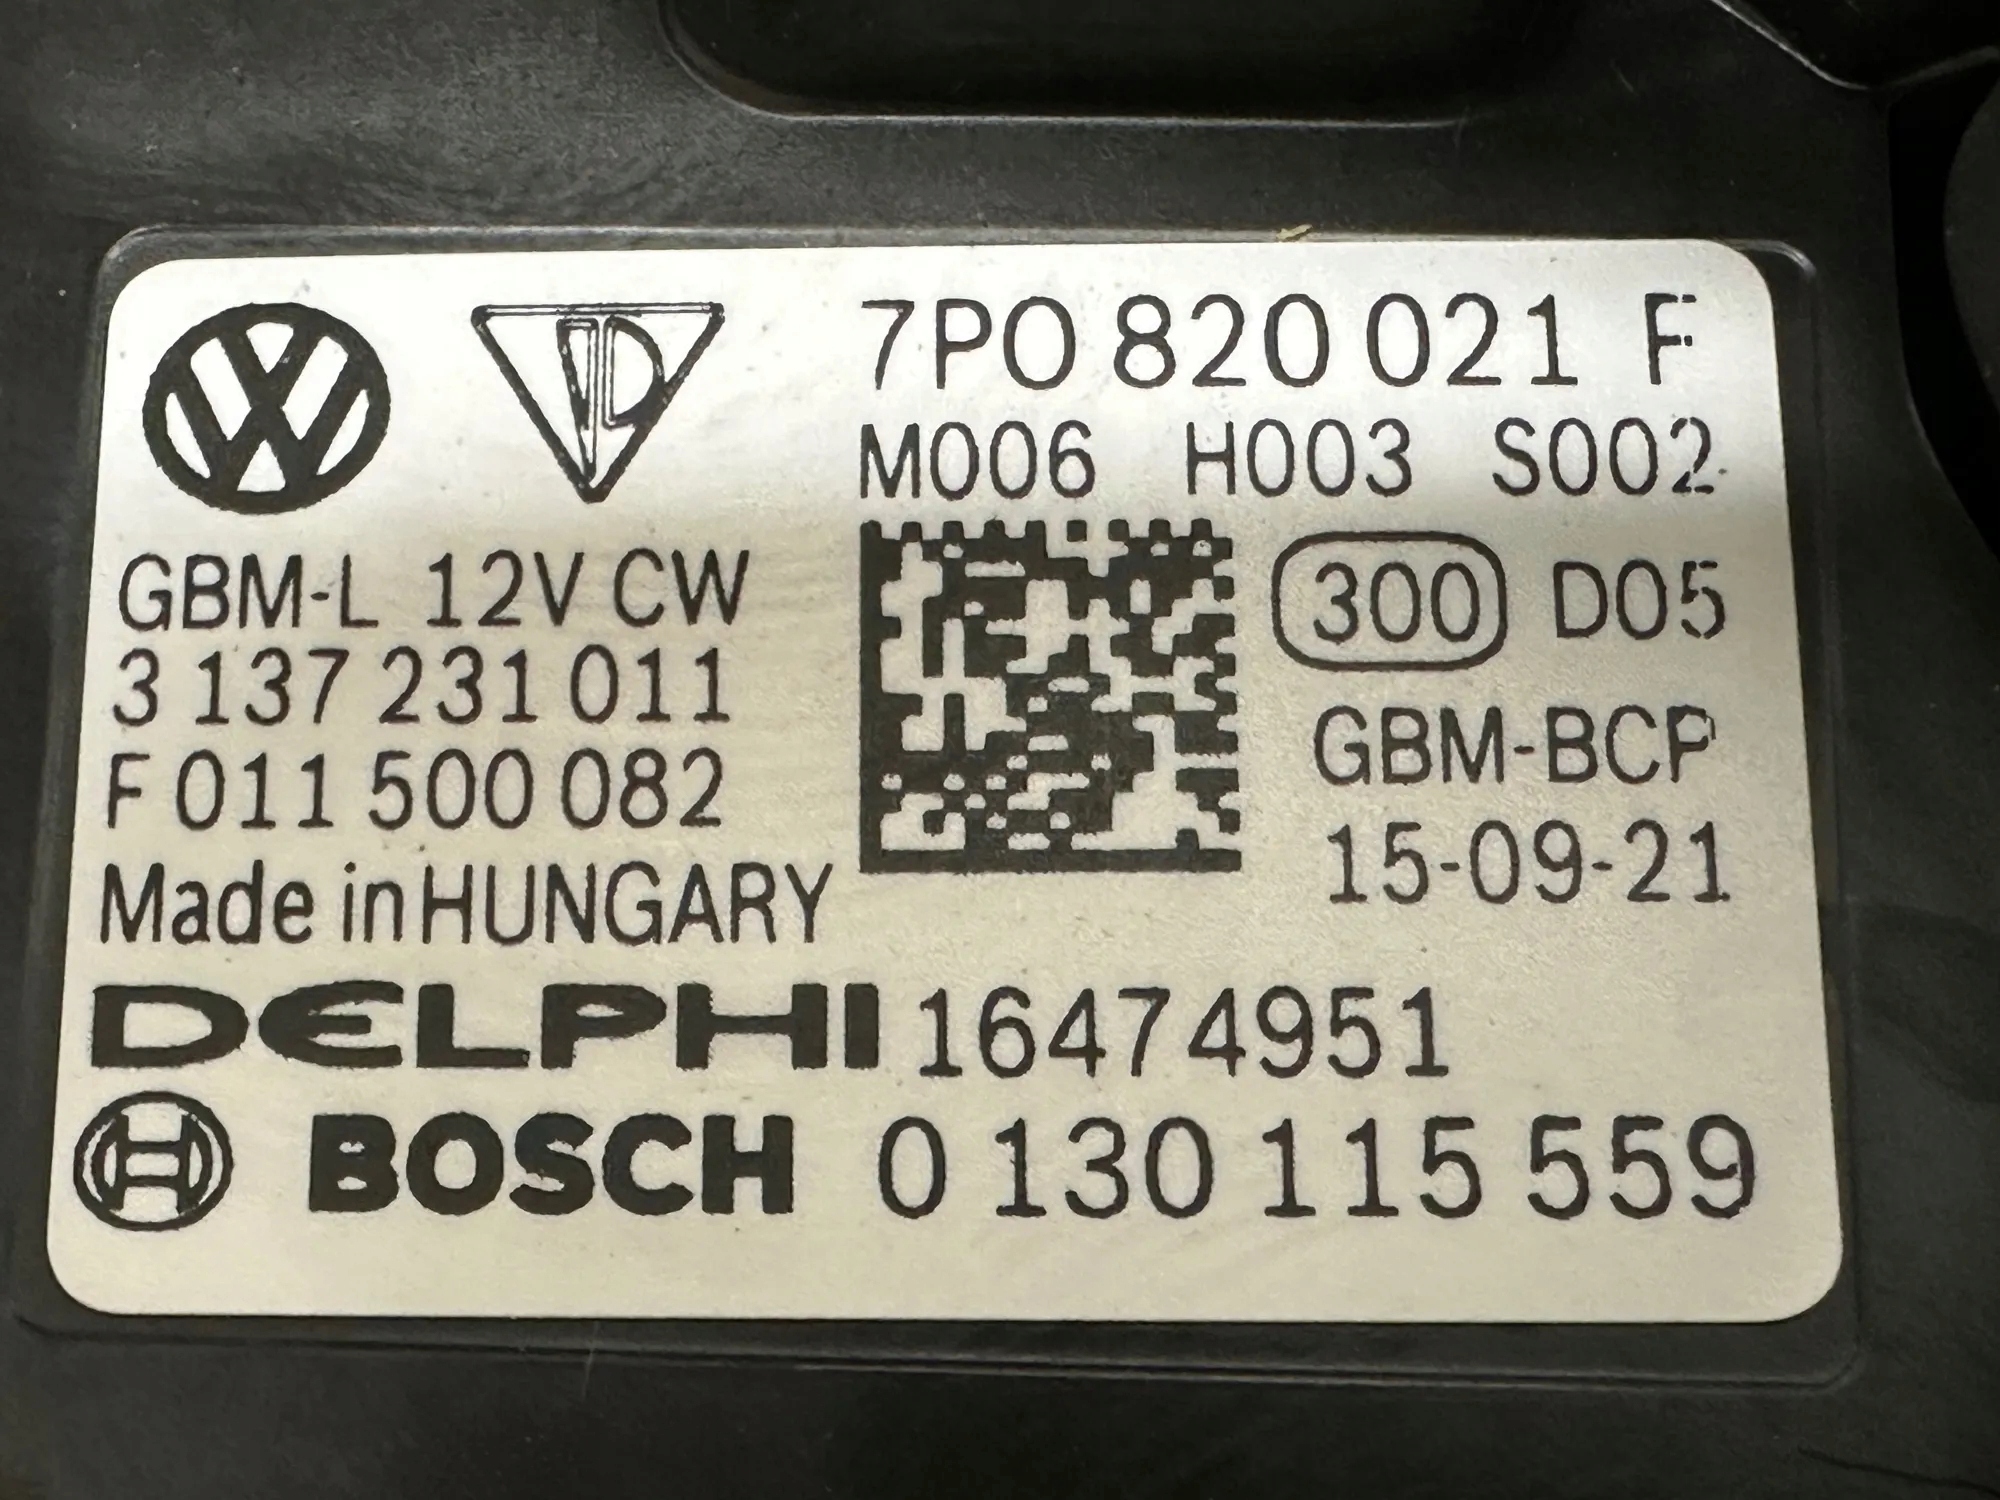 7P0 820 021 F
M006 H003 S002
GBM-L 12V CW
3 137 231 011
F 011 500 082
Made in HUNGARY
300 D05
GBM-BCP
15-09-21
DELPHI 16474951
BOSCH 0 130 115 559